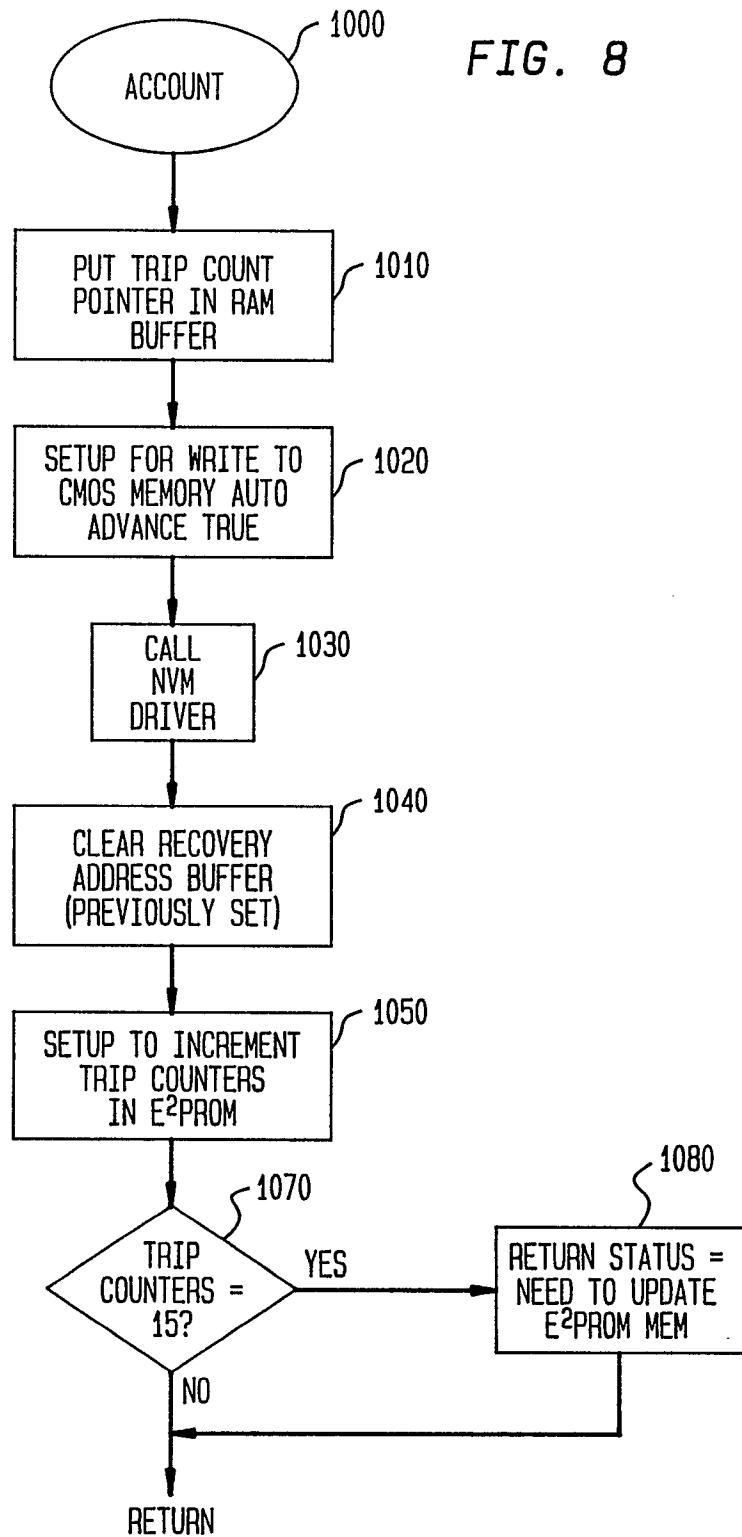 1000
FIG. 8
ACCOUNT
1010
PUT TRIP COUNT
POINTER IN RAM
BUFFER
1020
SETUP FOR WRITE TO
CMOS MEMORY AUTO
ADVANCE TRUE
1030
CALL
NVM
DRIVER
1040
CLEAR RECOVERY
ADDRESS BUFFER
(PREVIOUSLY SET)
1050
SETUP TO INCREMENT
TRIP COUNTERS
IN E²PROM
1070
TRIP
COUNTERS =
15?
YES
1080
RETURN STATUS =
NEED TO UPDATE
E²PROM MEM
NO
RETURN